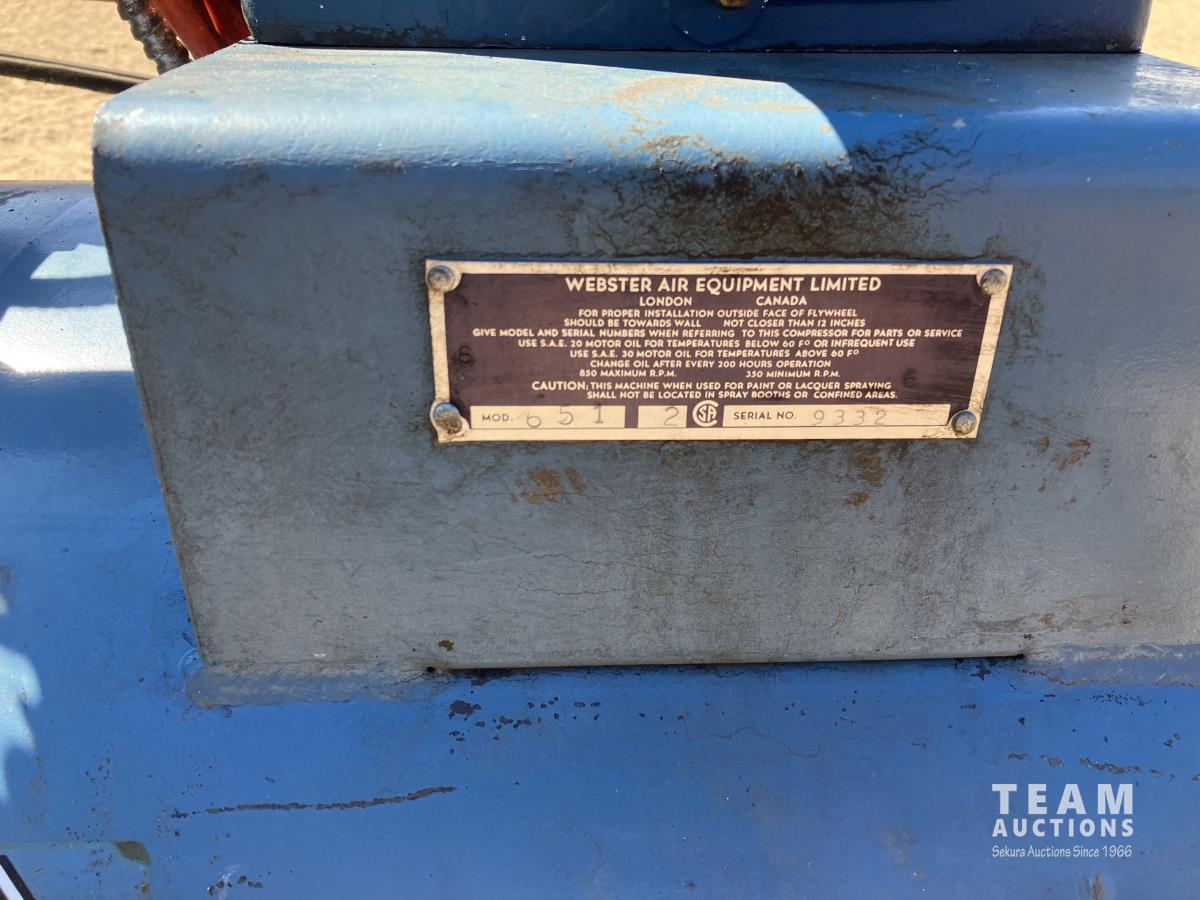 WEBSTER AIR EQUIPMENT LIMITED
LONDON CANADA
FOR PROPER INSTALLATION OUTSIDE FACE OF FLYWHEEL
SHOULD BE TOWARDS WALL NOT CLOSER THAN 12 INCHES
GIVE MODEL AND SERIAL NUMBERS WHEN REFERRING TO THIS COMPRESSOR FOR PARTS OR SERVICE
USE S.A.E. 20 MOTOR OIL FOR TEMPERATURES BELOW 60 Fº OR INFREQUENT USE
USE S.A.E. 30 MOTOR OIL FOR TEMPERATURES ABOVE 60 Fº
CHANGE OIL AFTER EVERY 200 HOURS OPERATION
850 MAXIMUM R.P.M. 350 MINIMUM R.P.M.
CAUTION: THIS MACHINE WHEN USED FOR PAINT OR LACQUER SPRAYING
SHALL NOT BE LOCATED IN SPRAY BOOTHS OR CONFINED AREAS.
6 6
MOD. 651 2 SA SERIAL NO. 9332
TEAM
AUCTIONS
Sekura Auctions Since 1966